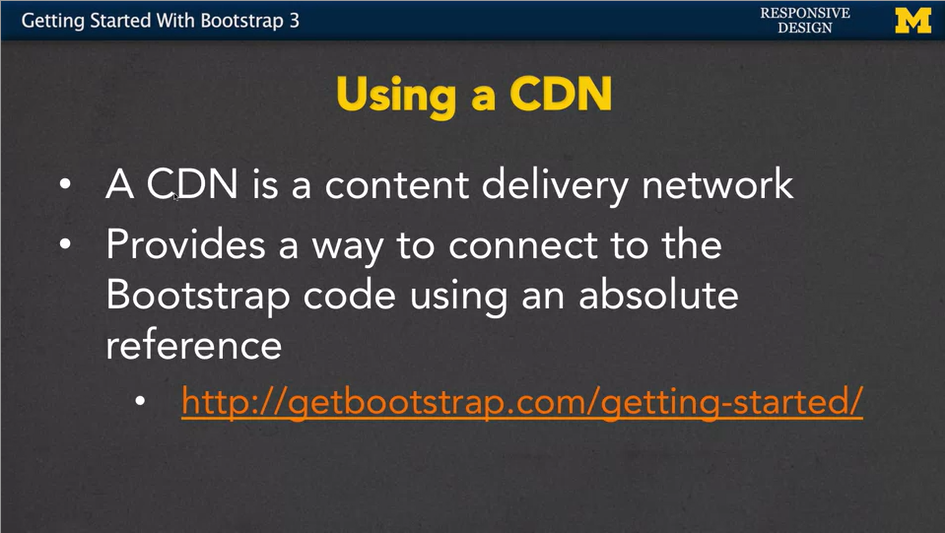 Getting Started With Bootstrap 3
RESPONSIVE
DESIGN
M
Using a CDN
• A CDN is a content delivery network
• Provides a way to connect to the
Bootstrap code using an absolute
reference
• http://getbootstrap.com/getting-started/